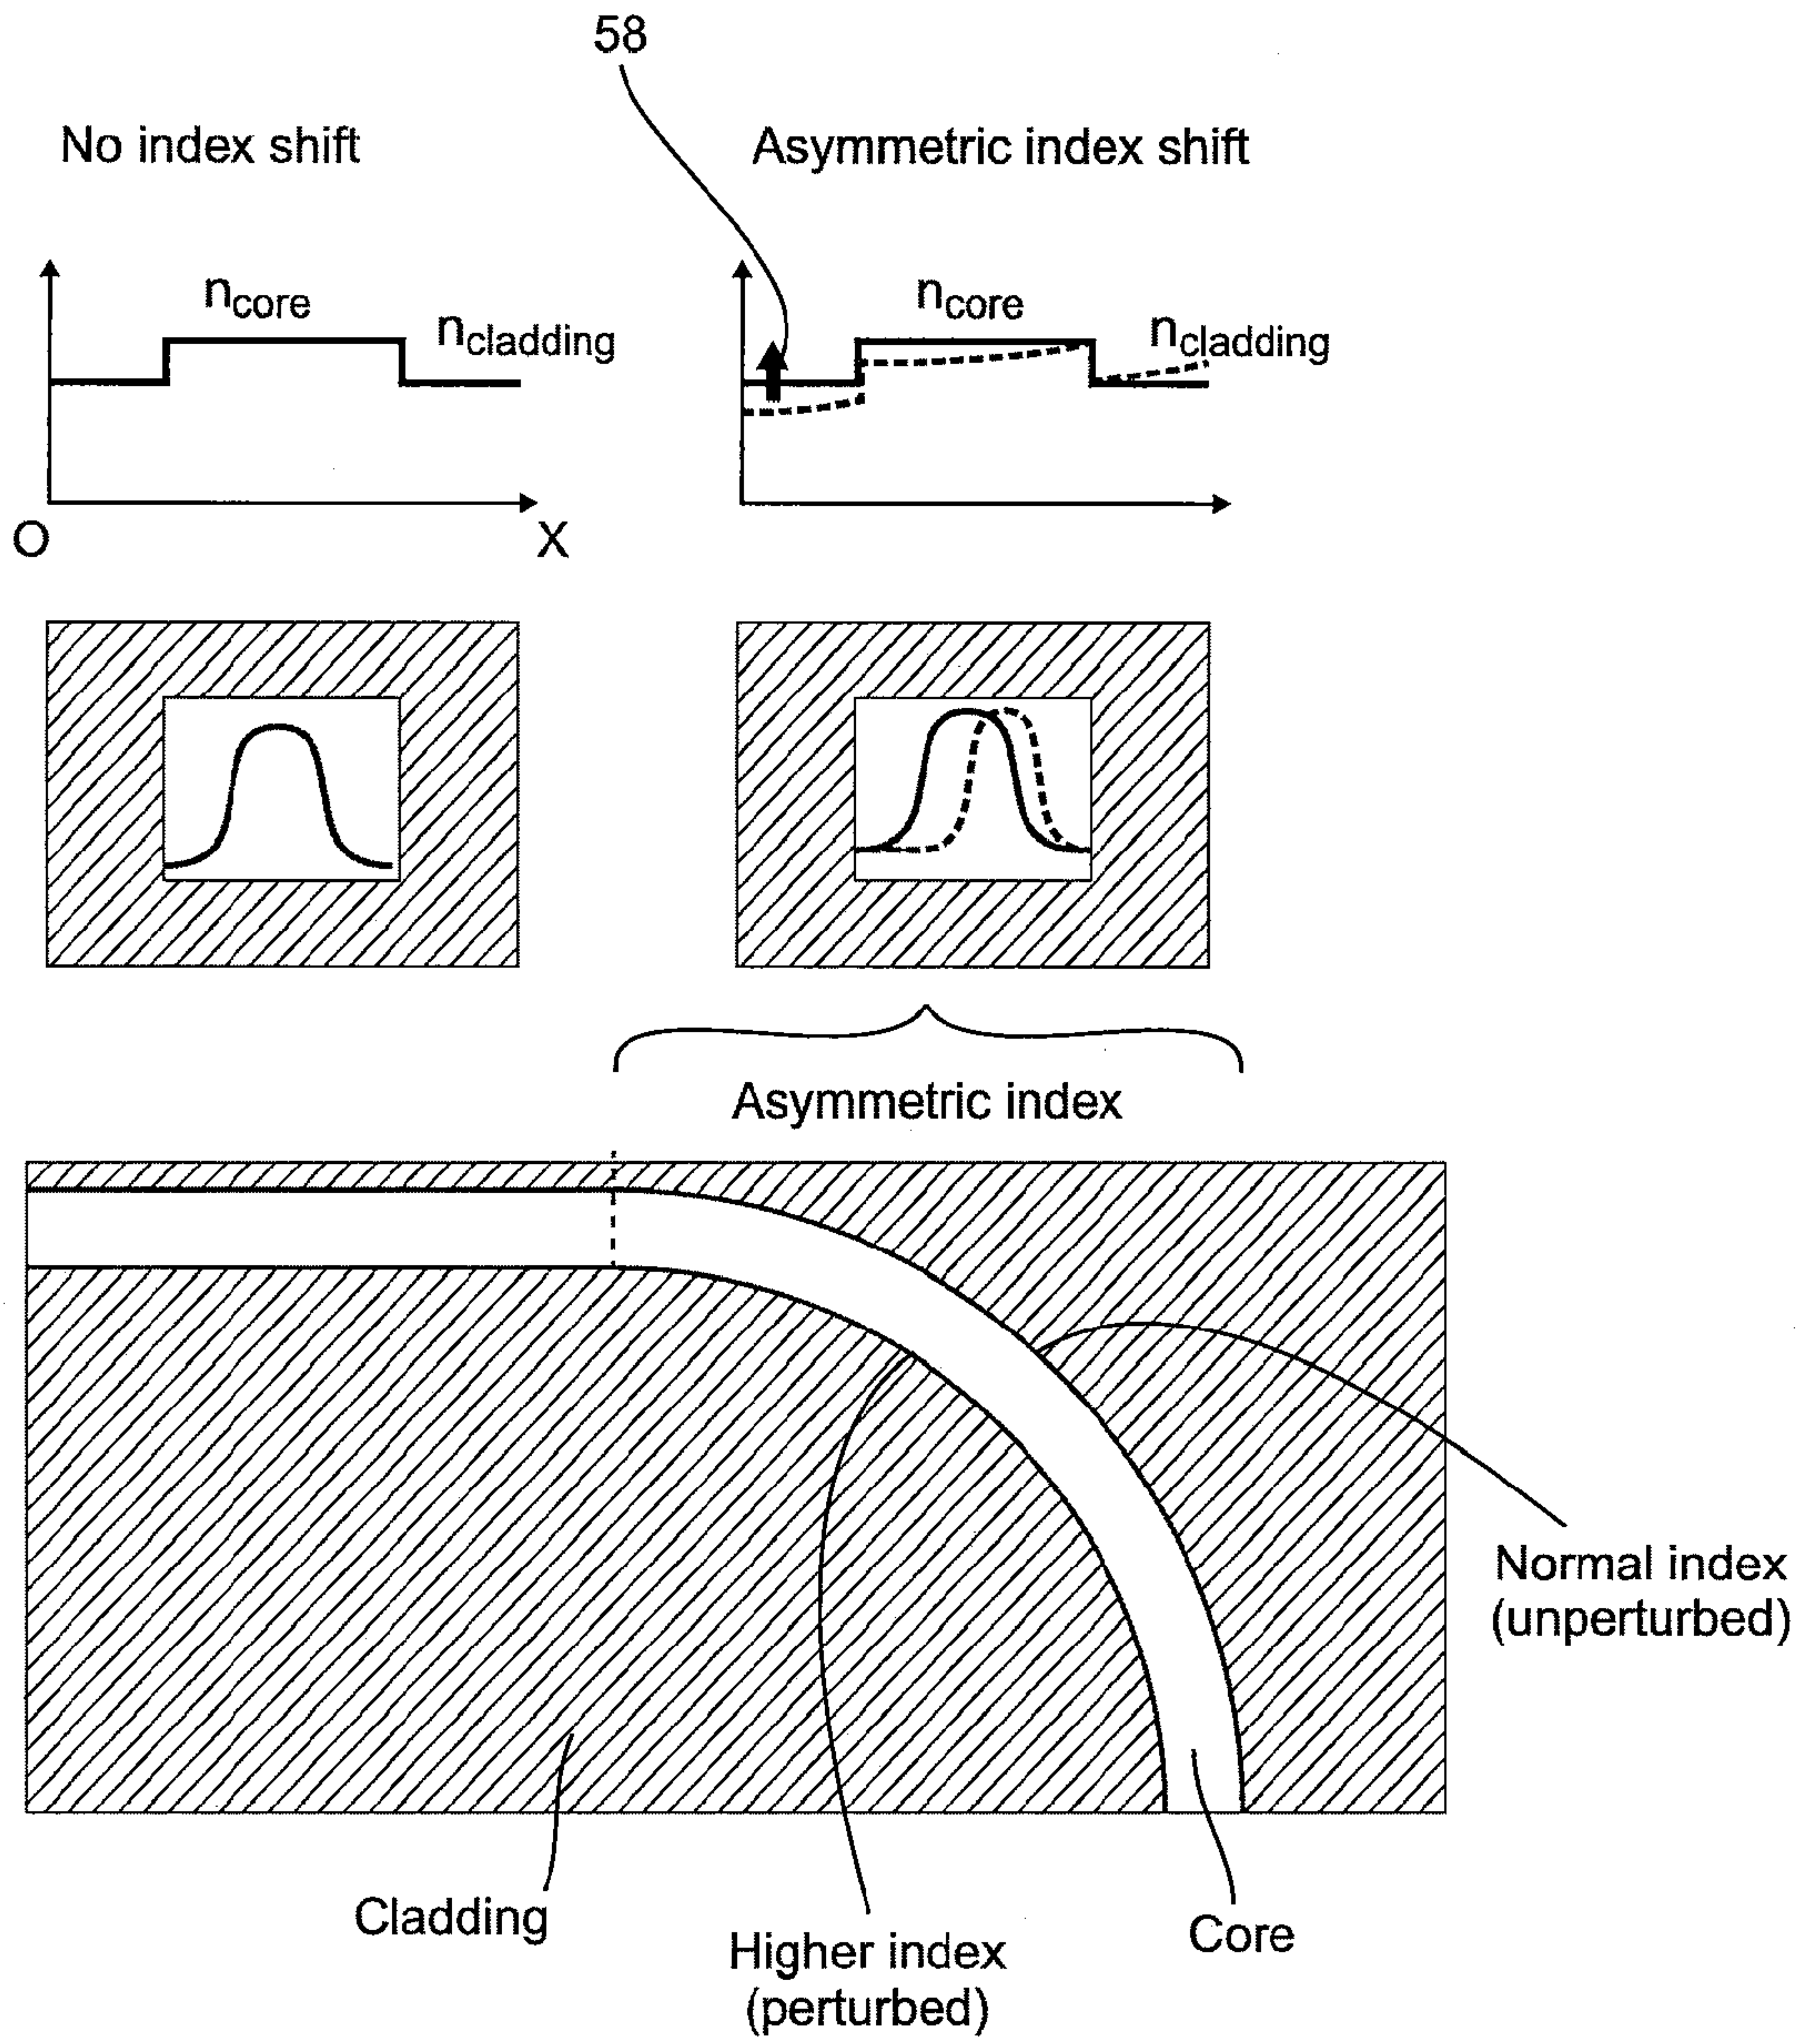 58
No index shift
Asymmetric index shift
ncore
ncladding
ncore
ncladding
O
X
Asymmetric index
Normal index
(unperturbed)
Cladding
Higher index
(perturbed)
Core